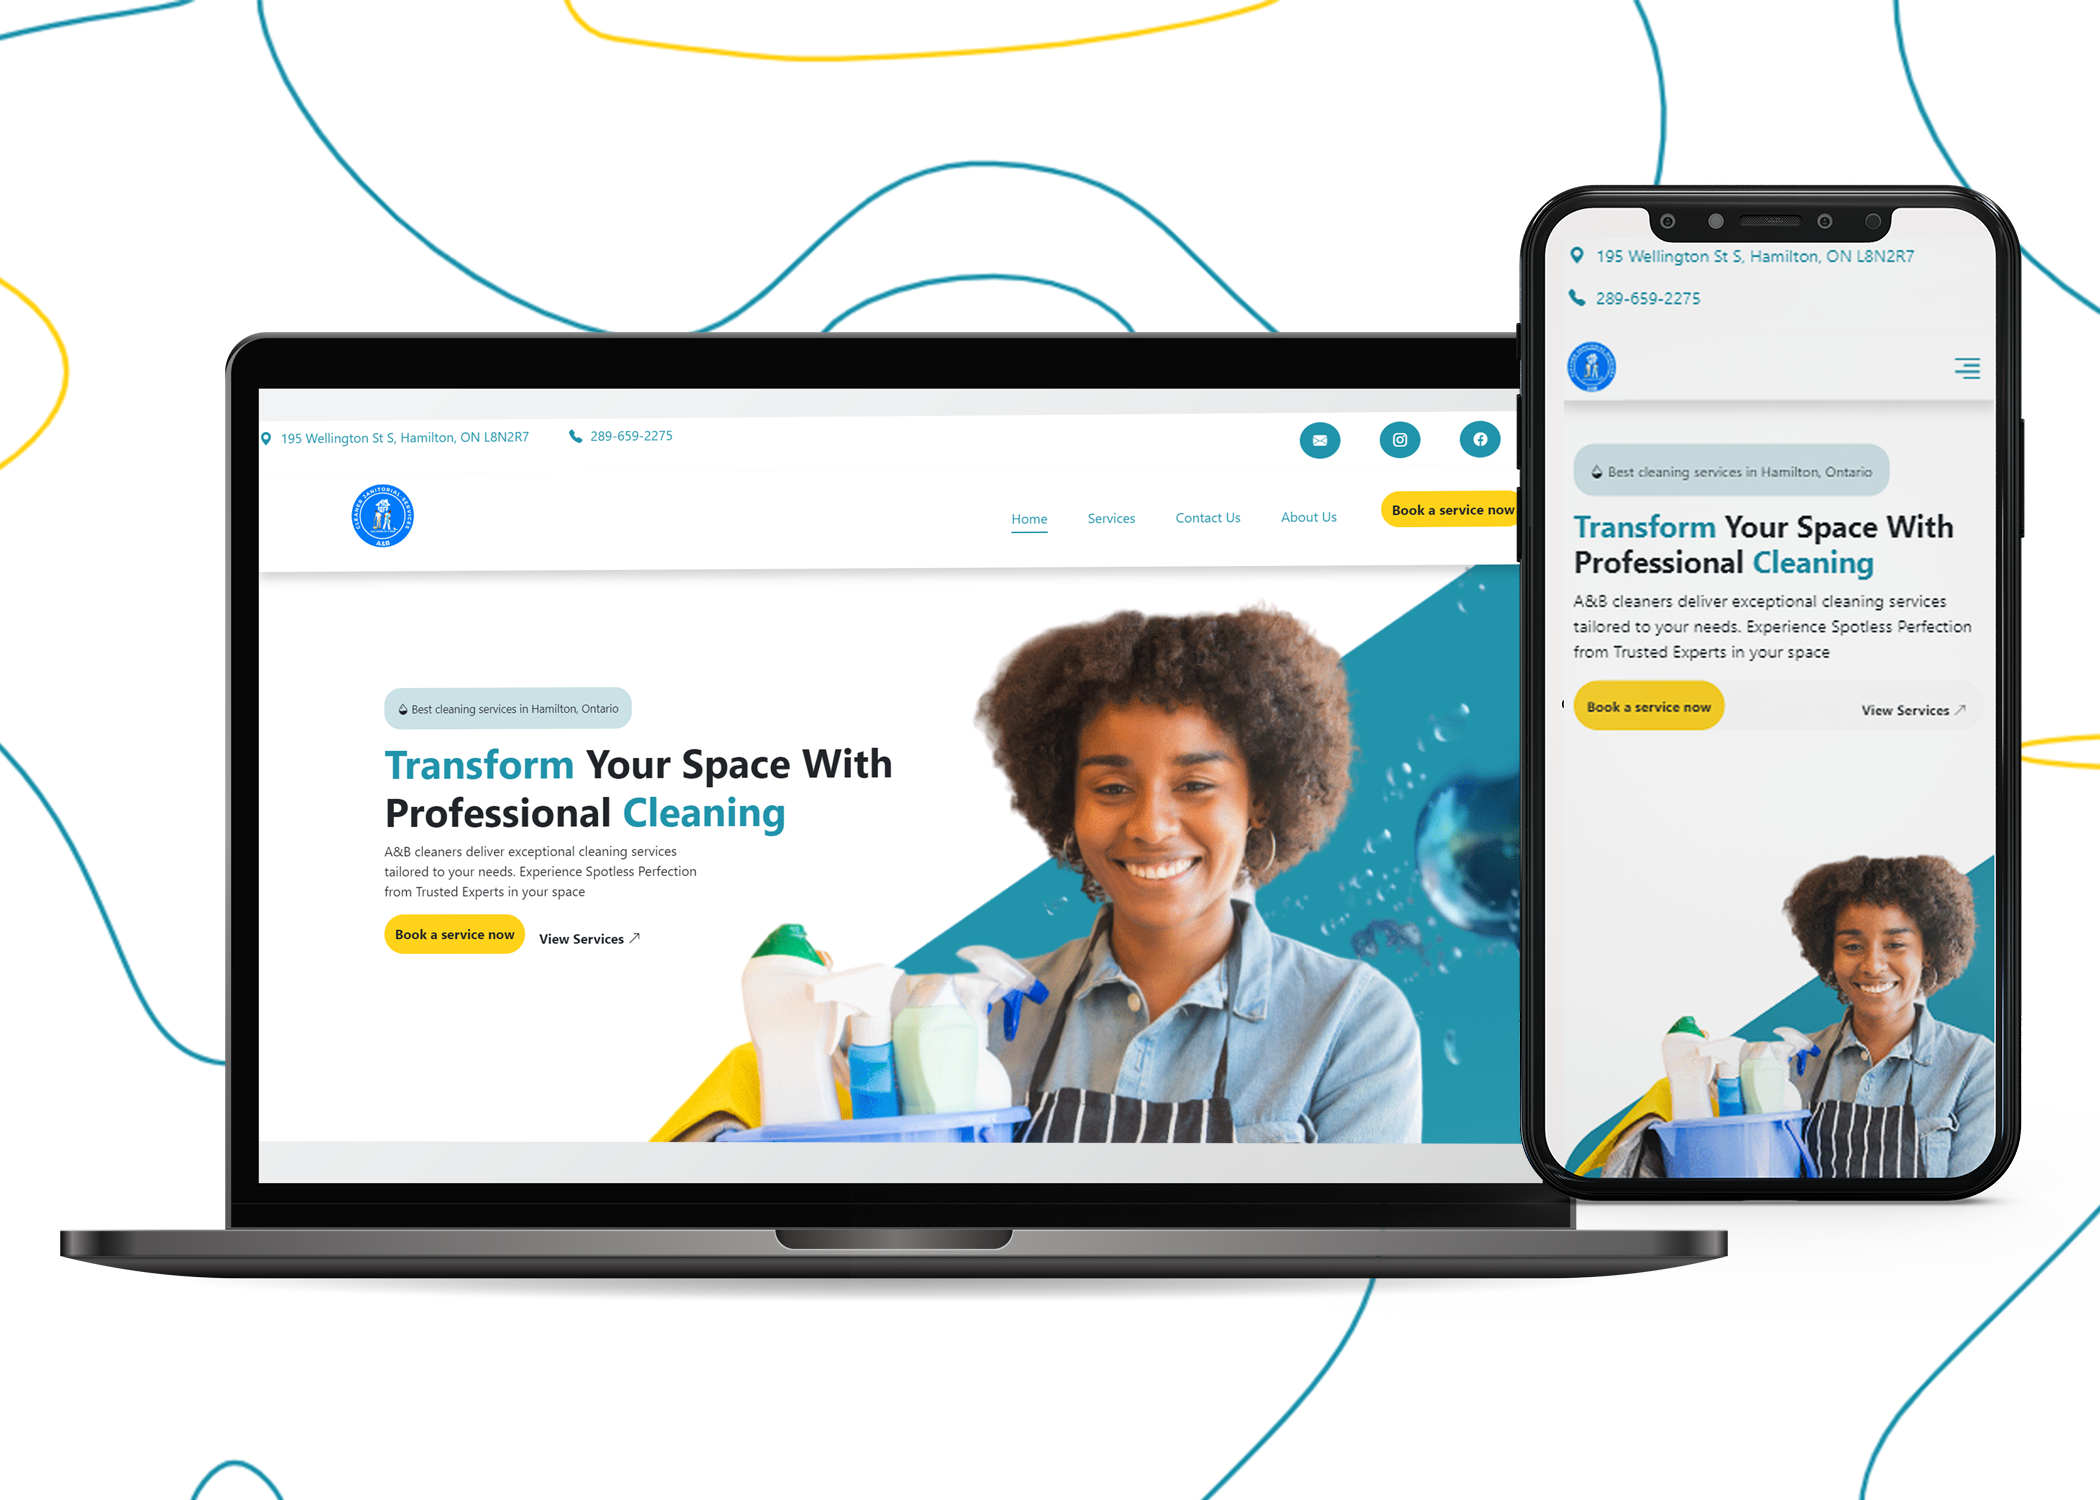 195 Wellington St S, Hamilton, ON L8N2R7
289-659-2275
CLEANER JANITORIAL SERVICES
A&B
Home
Services
Contact Us
About Us
Book a service now
Best cleaning services in Hamilton, Ontario
Transform Your Space With
Professional Cleaning
A&B cleaners deliver exceptional cleaning services
tailored to your needs. Experience Spotless Perfection
from Trusted Experts in your space
Book a service now
View Services
195 Wellington St S, Hamilton, ON L8N2R7
289-659-2275
Best cleaning services in Hamilton, Ontario
Transform Your Space With
Professional Cleaning
A&B cleaners deliver exceptional cleaning services
tailored to your needs. Experience Spotless Perfection
from Trusted Experts in your space
Book a service now
View Services